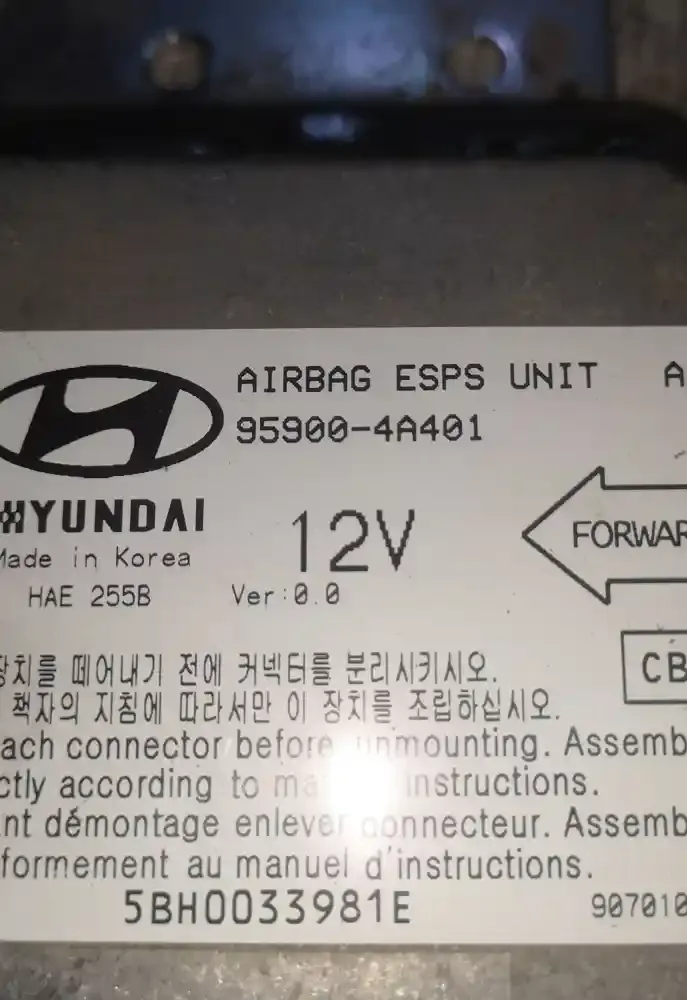 AIRBAG ESPS UNIT A
95900-4A401
HYUNDAI
12V
FORWAR
Made in Korea
HAE 255B
Ver:0.0
장치를 떼어내기 전에 커넥터를 분리시키시오.
CB
책자의 지침에 따라서만 이 장치를 조립하십시오.
ach connector before unmounting. Assemb
ctly according to instructions.
nt démontage enlever connecteur. Assemb
formement au manuel d'instructions.
5BH0033981E
907010